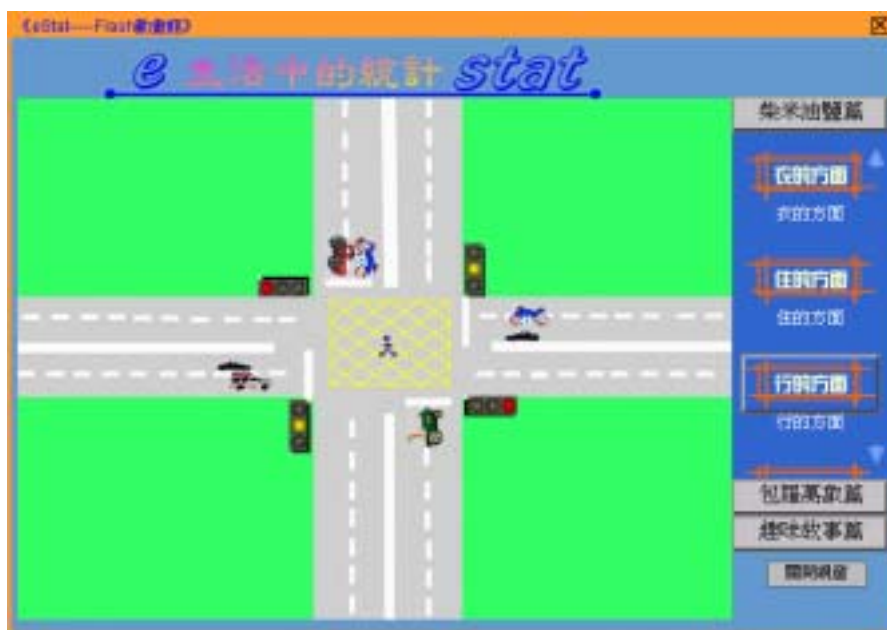 e 生活中的統計 stat
柴米油鹽篇
衣的方面
衣的方面
住的方面
住的方面
行的方面
行的方面
包羅萬象篇
趣味故事篇